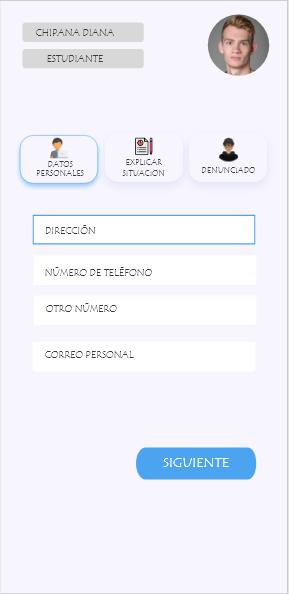 CHIPANA DIANA
ESTUDIANTE
DATOS
PERSONALES
EXPLICAR
SITUACION
DENUNCIADO
DIRECCIÓN
NÚMERO DE TELÉFONO
OTRO NÚMERO
CORREO PERSONAL
SIGUIENTE